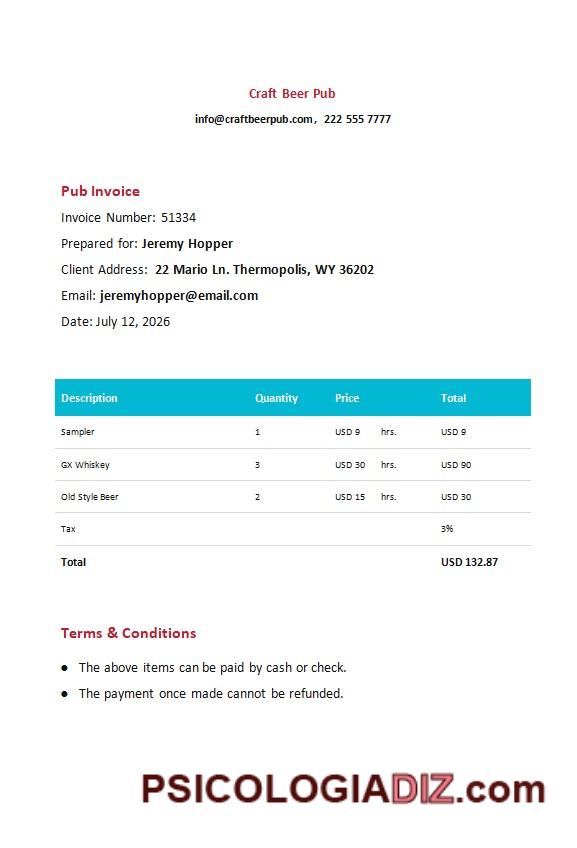 Craft Beer Pub
info@craftbeerpub.com, 222 555 7777
Pub Invoice
Invoice Number: 51334
Prepared for: Jeremy Hopper
Client Address: 22 Mario Ln. Thermopolis, WY 36202
Email: jeremyhopper@email.com
Date: July 12, 2026
Description Quantity Price Total
Sampler 1 USD 9 hrs. USD 9
GX Whiskey 3 USD 30 hrs. USD 90
Old Style Beer 2 USD 15 hrs. USD 30
Tax 3%
Total USD 132.87
Terms & Conditions
• The above items can be paid by cash or check.
• The payment once made cannot be refunded.
PSICOLOGIADIZ.com